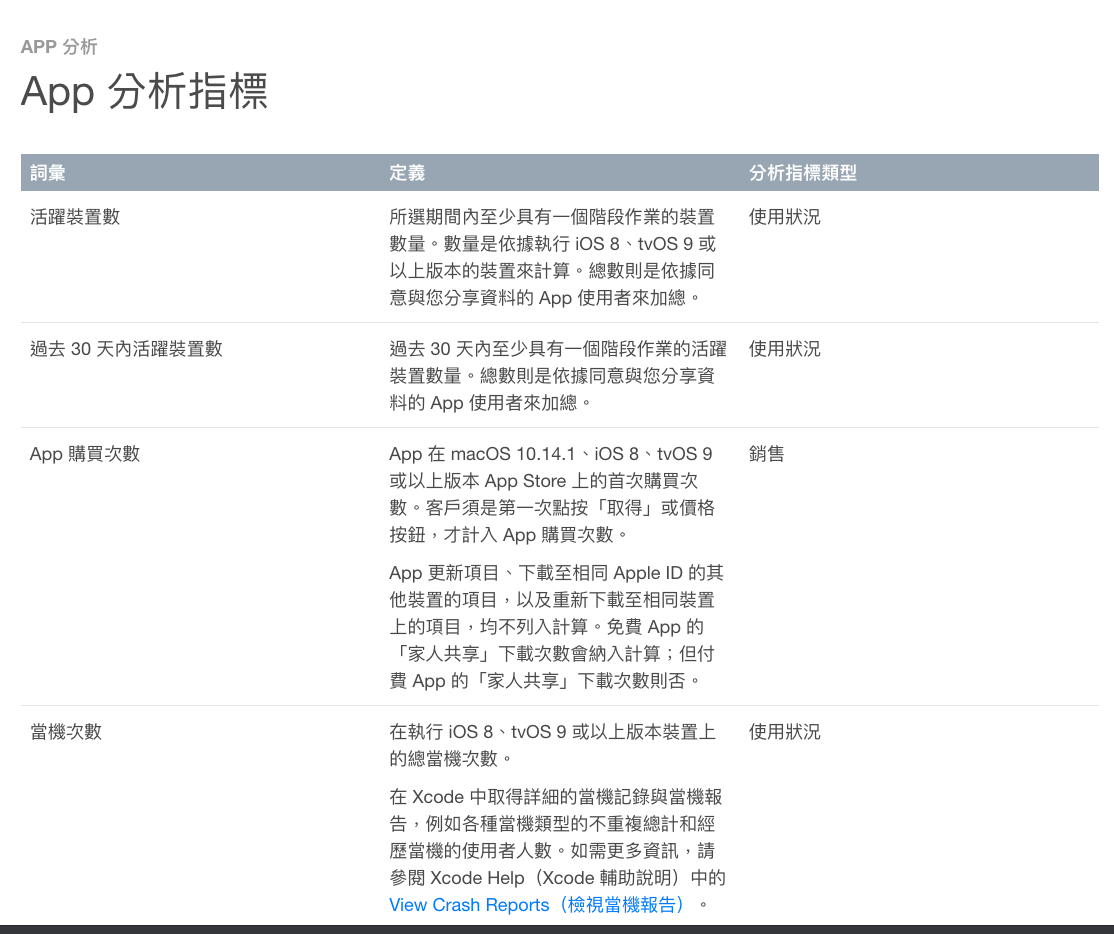 APP 分析
App 分析指標
詞彙 定義 分析指標類型
活躍裝置數 所選期間內至少具有一個階段作業的裝置 使用狀況
數量。數量是依據執行 iOS 8、tvOS 9 或
以上版本的裝置來計算。總數則是依據同
意與您分享資料的 App 使用者來加總。
過去 30 天內活躍裝置數 過去 30 天內至少具有一個階段作業的活躍 使用狀況
裝置數量。總數則是依據同意與您分享資
料的 App 使用者來加總。
App 購買次數 App 在 macOS 10.14.1、iOS 8、tvOS 9 銷售
或以上版本 App Store 上的首次購買次
數。客戶須是第一次點按「取得」或價格
按鈕，才計入 App 購買次數。
App 更新項目、下載至相同 Apple ID 的其
他裝置的項目，以及重新下載至相同裝置
上的項目，均不列入計算。免費 App 的
「家人共享」下載次數會納入計算；但付
費 App 的「家人共享」下載次數則否。
當機次數 在執行 iOS 8、tvOS 9 或以上版本裝置上 使用狀況
的總當機次數。
在 Xcode 中取得詳細的當機記錄與當機報
告，例如各種當機類型的不重複總計和經
歷當機的使用者人數。如需更多資訊，請
參閱 Xcode Help（Xcode 輔助說明）中的
View Crash Reports（檢視當機報告）。